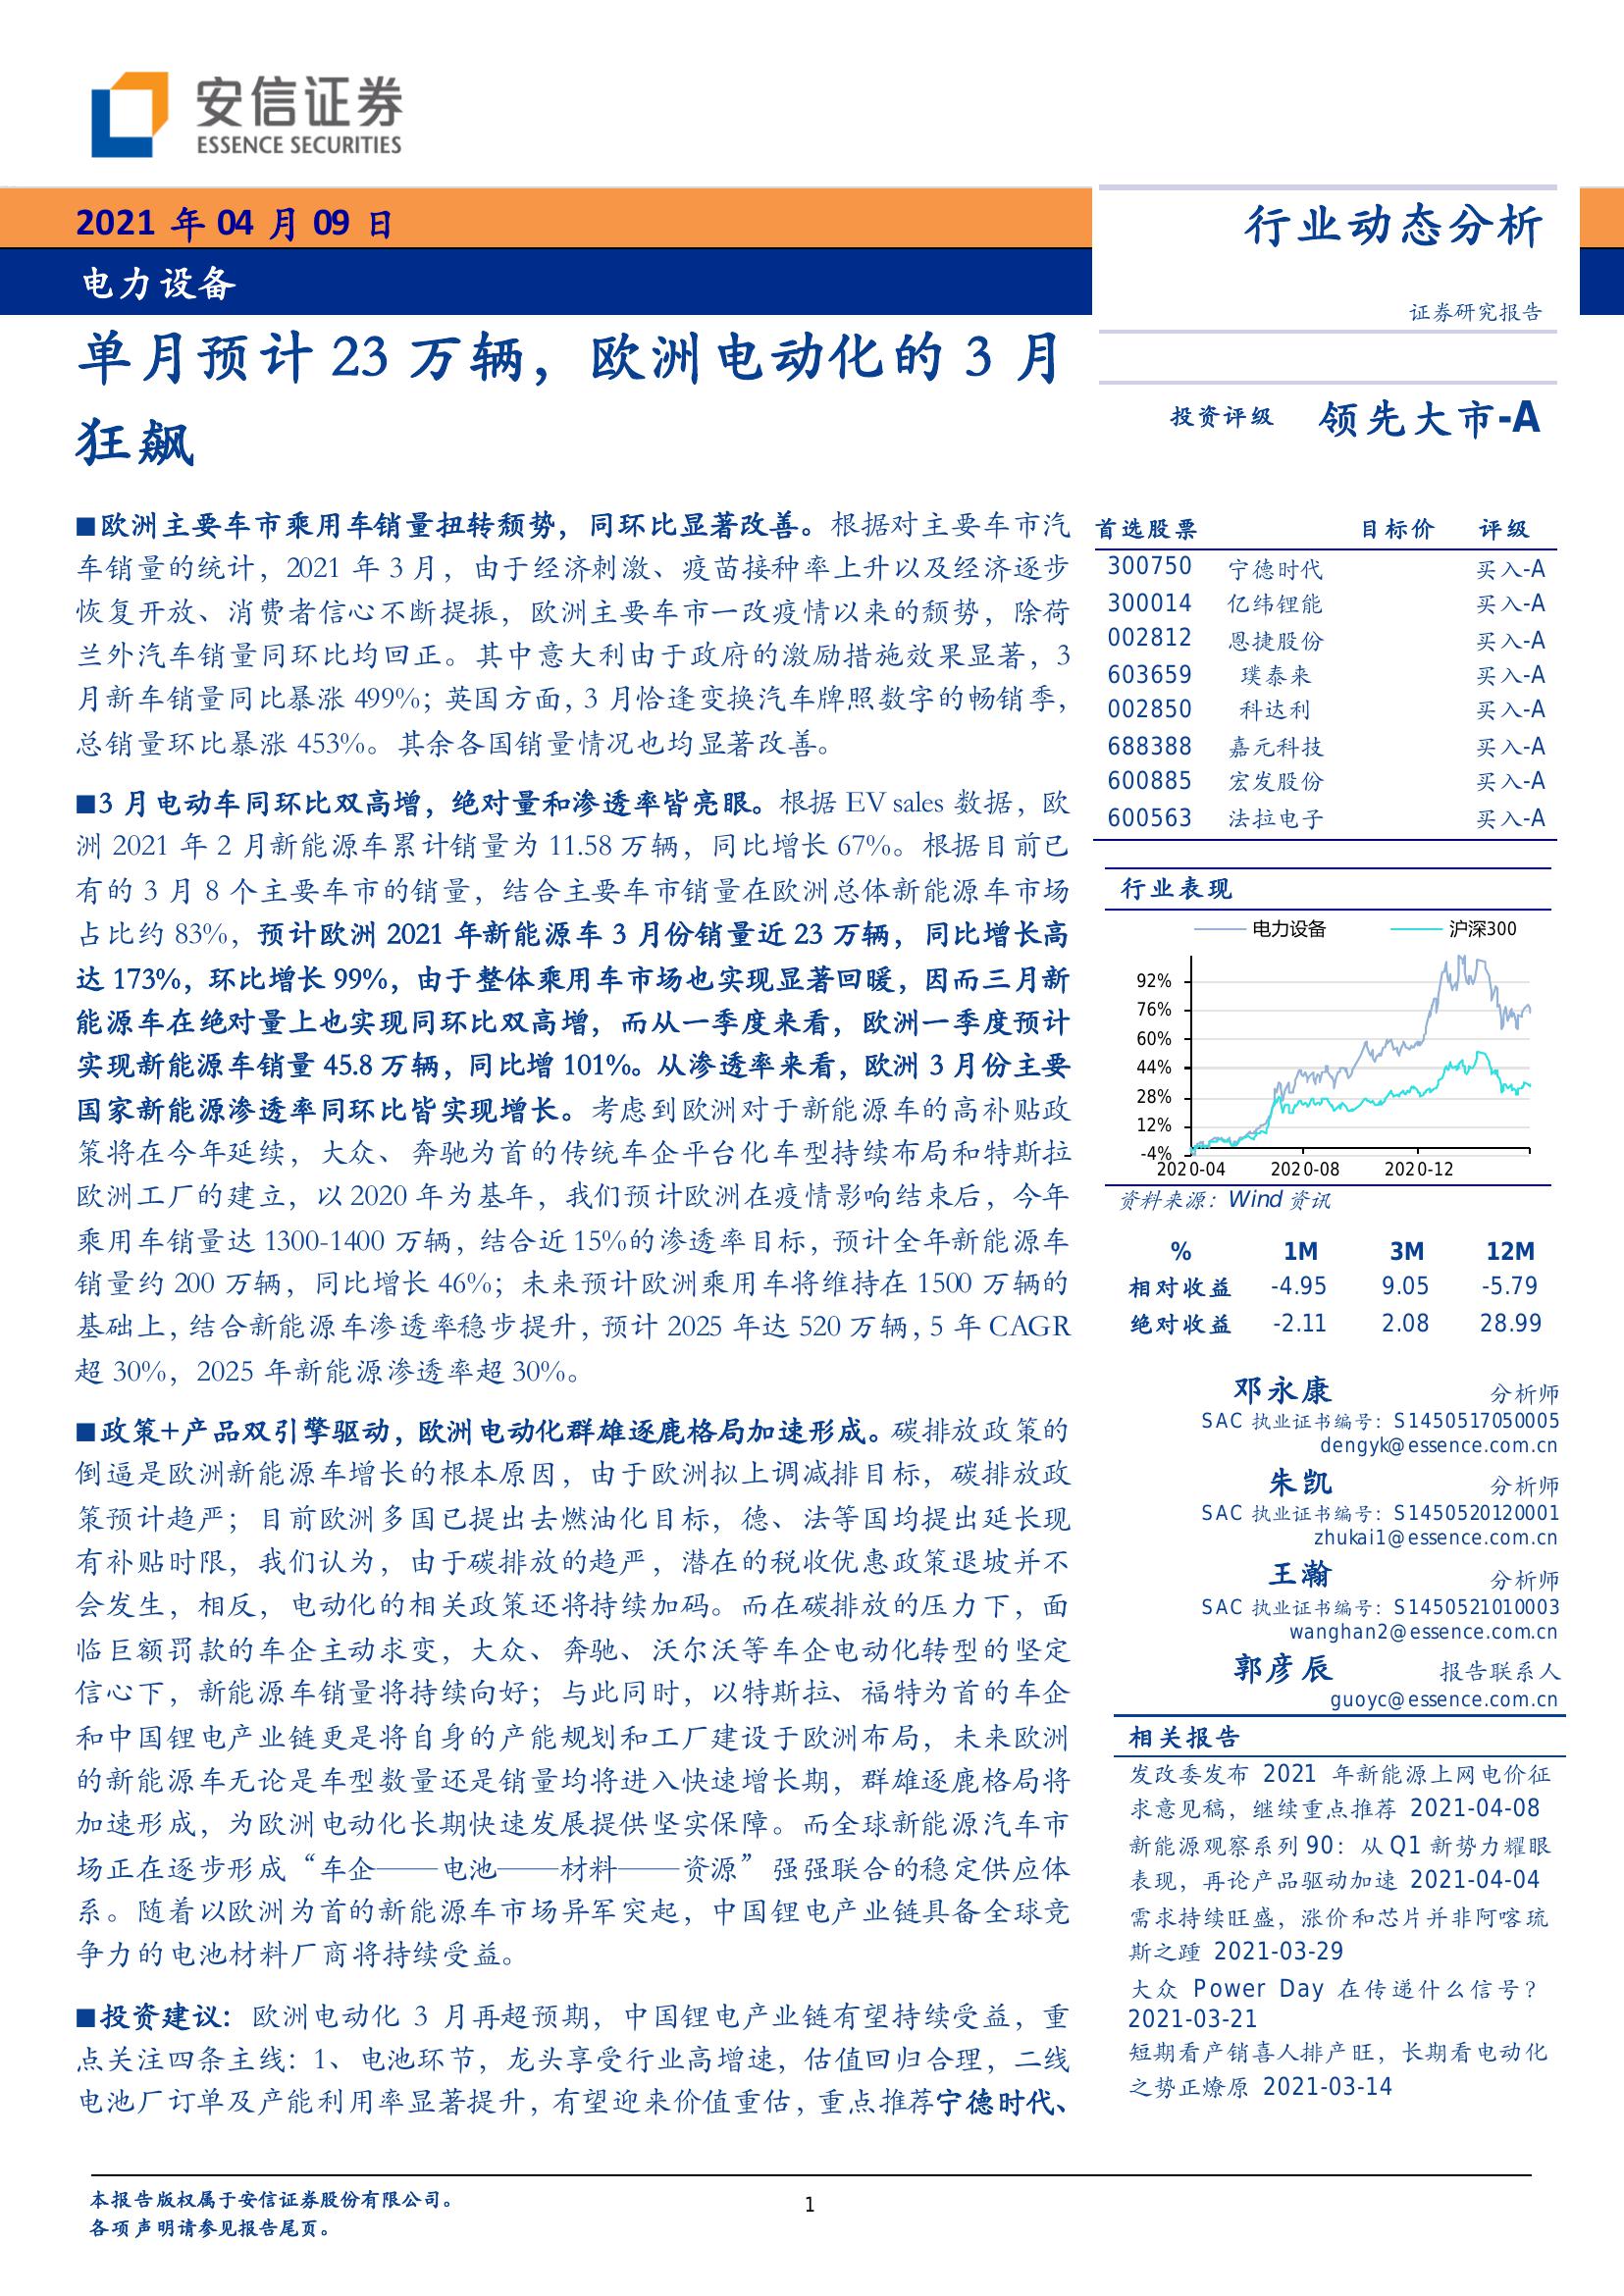 安信证券
ESSENCE SECURITIES
2021 年 04 月 09 日
电力设备
行业动态分析
证券研究报告
单月预计 23 万辆，欧洲电动化的 3 月
狂飙
投资评级 领先大市-A
■欧洲主要车市乘用车销量扭转颓势，同环比显著改善。根据对主要车市汽
车销量的统计，2021 年 3 月，由于经济刺激、疫苗接种率上升以及经济逐步
恢复开放、消费者信心不断提振，欧洲主要车市一改疫情以来的颓势，除荷
兰外汽车销量同环比均回正。其中意大利由于政府的激励措施效果显著，3
月新车销量同比暴涨 499%；英国方面，3 月恰逢变换汽车牌照数字的畅销季，
总销量环比暴涨 453%。其余各国销量情况也均显著改善。
■3 月电动车同环比双高增，绝对量和渗透率皆亮眼。根据 EV sales 数据，欧
洲 2021 年 2 月新能源车累计销量为 11.58 万辆，同比增长 67%。根据目前已
有的 3 月 8 个主要车市的销量，结合主要车市销量在欧洲总体新能源车市场
占比约 83%，预计欧洲 2021 年新能源车 3 月份销量近 23 万辆，同比增长高
达 173%，环比增长 99%，由于整体乘用车市场也实现显著回暖，因而三月新
能源车在绝对量上也实现同环比双高增，而从一季度来看，欧洲一季度预计
实现新能源车销量 45.8 万辆，同比增 101%。从渗透率来看，欧洲 3 月份主要
国家新能源渗透率同环比皆实现增长。考虑到欧洲对于新能源车的高补贴政
策将在今年延续，大众、奔驰为首的传统车企平台化车型持续布局和特斯拉
欧洲工厂的建立，以 2020 年为基年，我们预计欧洲在疫情影响结束后，今年
乘用车销量达 1300-1400 万辆，结合近 15%的渗透率目标，预计全年新能源车
销量约 200 万辆，同比增长 46%；未来预计欧洲乘用车将维持在 1500 万辆的
基础上，结合新能源车渗透率稳步提升，预计 2025 年达 520 万辆，5 年 CAGR
超 30%，2025 年新能源渗透率超 30%。
■政策+产品双引擎驱动，欧洲电动化群雄逐鹿格局加速形成。碳排放政策的
倒逼是欧洲新能源车增长的根本原因，由于欧洲拟上调减排目标，碳排放政
策预计趋严；目前欧洲多国已提出去燃油化目标，德、法等国均提出延长现
有补贴时限，我们认为，由于碳排放的趋严，潜在的税收优惠政策退坡并不
会发生，相反，电动化的相关政策还将持续加码。而在碳排放的压力下，面
临巨额罚款的车企主动求变，大众、奔驰、沃尔沃等车企电动化转型的坚定
信心下，新能源车销量将持续向好；与此同时，以特斯拉、福特为首的车企
和中国锂电产业链更是将自身的产能规划和工厂建设于欧洲布局，未来欧洲
的新能源车无论是车型数量还是销量均将进入快速增长期，群雄逐鹿格局将
加速形成，为欧洲电动化长期快速发展提供坚实保障。而全球新能源汽车市
场正在逐步形成“车企——电池——材料——资源”强强联合的稳定供应体
系。随着以欧洲为首的新能源车市场异军突起，中国锂电产业链具备全球竞
争力的电池材料厂商将持续受益。
■投资建议：欧洲电动化 3 月再超预期，中国锂电产业链有望持续受益，重
点关注四条主线：1、电池环节，龙头享受行业高增速，估值回归合理，二线
电池厂订单及产能利用率显著提升，有望迎来价值重估，重点推荐宁德时代、
首选股票 目标价 评级
300750 宁德时代 买入-A
300014 亿纬锂能 买入-A
002812 恩捷股份 买入-A
603659 璞泰来 买入-A
002850 科达利 买入-A
688388 嘉元科技 买入-A
600885 宏发股份 买入-A
600563 法拉电子 买入-A
行业表现
电力设备 沪深300
92%
76%
60%
44%
28%
12%
-4%
2020-04 2020-08 2020-12
资料来源：Wind 资讯
% 1M 3M 12M
相对收益 -4.95 9.05 -5.79
绝对收益 -2.11 2.08 28.99
邓永康 分析师
SAC 执业证书编号：S1450517050005
dengyk@essence.com.cn
朱凯 分析师
SAC 执业证书编号：S1450520120001
zhukai1@essence.com.cn
王瀚 分析师
SAC 执业证书编号：S1450521010003
wanghan2@essence.com.cn
郭彦辰 报告联系人
guoyc@essence.com.cn
相关报告
发改委发布 2021 年新能源上网电价征
求意见稿，继续重点推荐 2021-04-08
新能源观察系列 90：从 Q1 新势力耀眼
表现，再论产品驱动加速 2021-04-04
需求持续旺盛，涨价和芯片并非阿喀琉
斯之踵 2021-03-29
大众 Power Day 在传递什么信号？
2021-03-21
短期看产销喜人排产旺，长期看电动化
之势正燎原 2021-03-14
本报告版权属于安信证券股份有限公司。
各项声明请参见报告尾页。
1